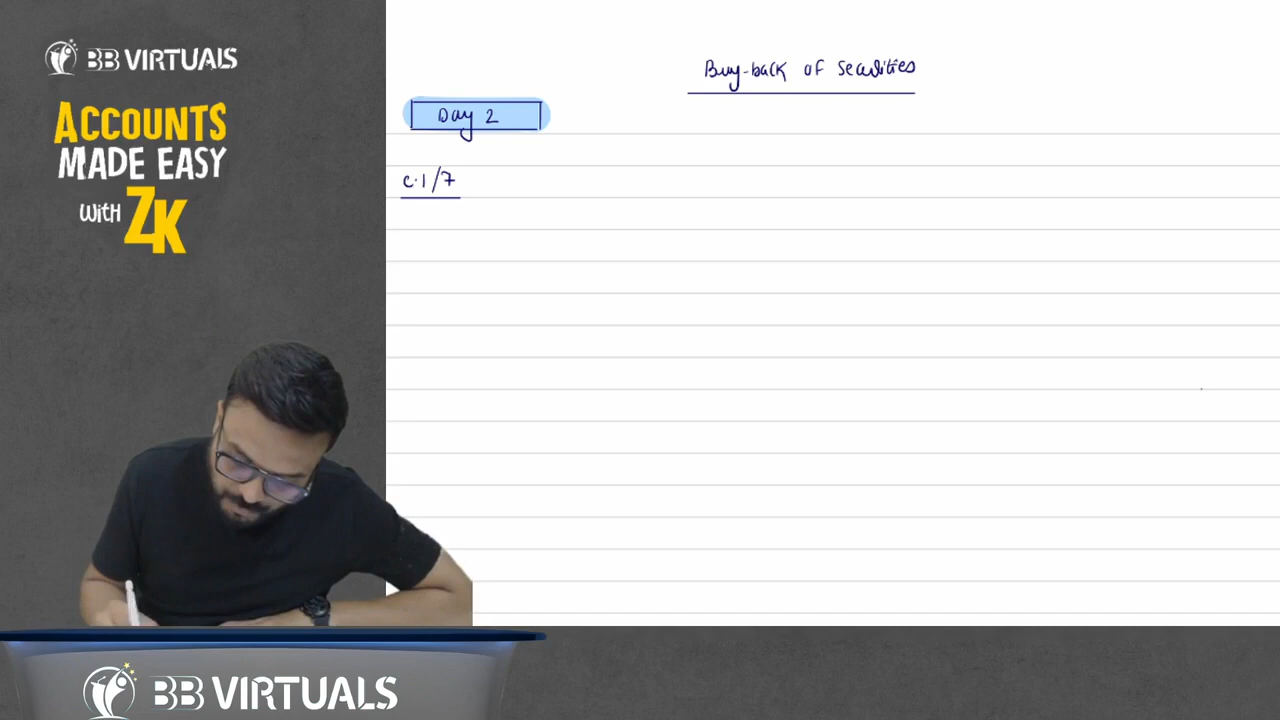 BB VIRTUALS
ACCOUNTS
MADE EASY
WITH ZK
Buy-back of securities
Day 2
C.1/7
BB VIRTUALS